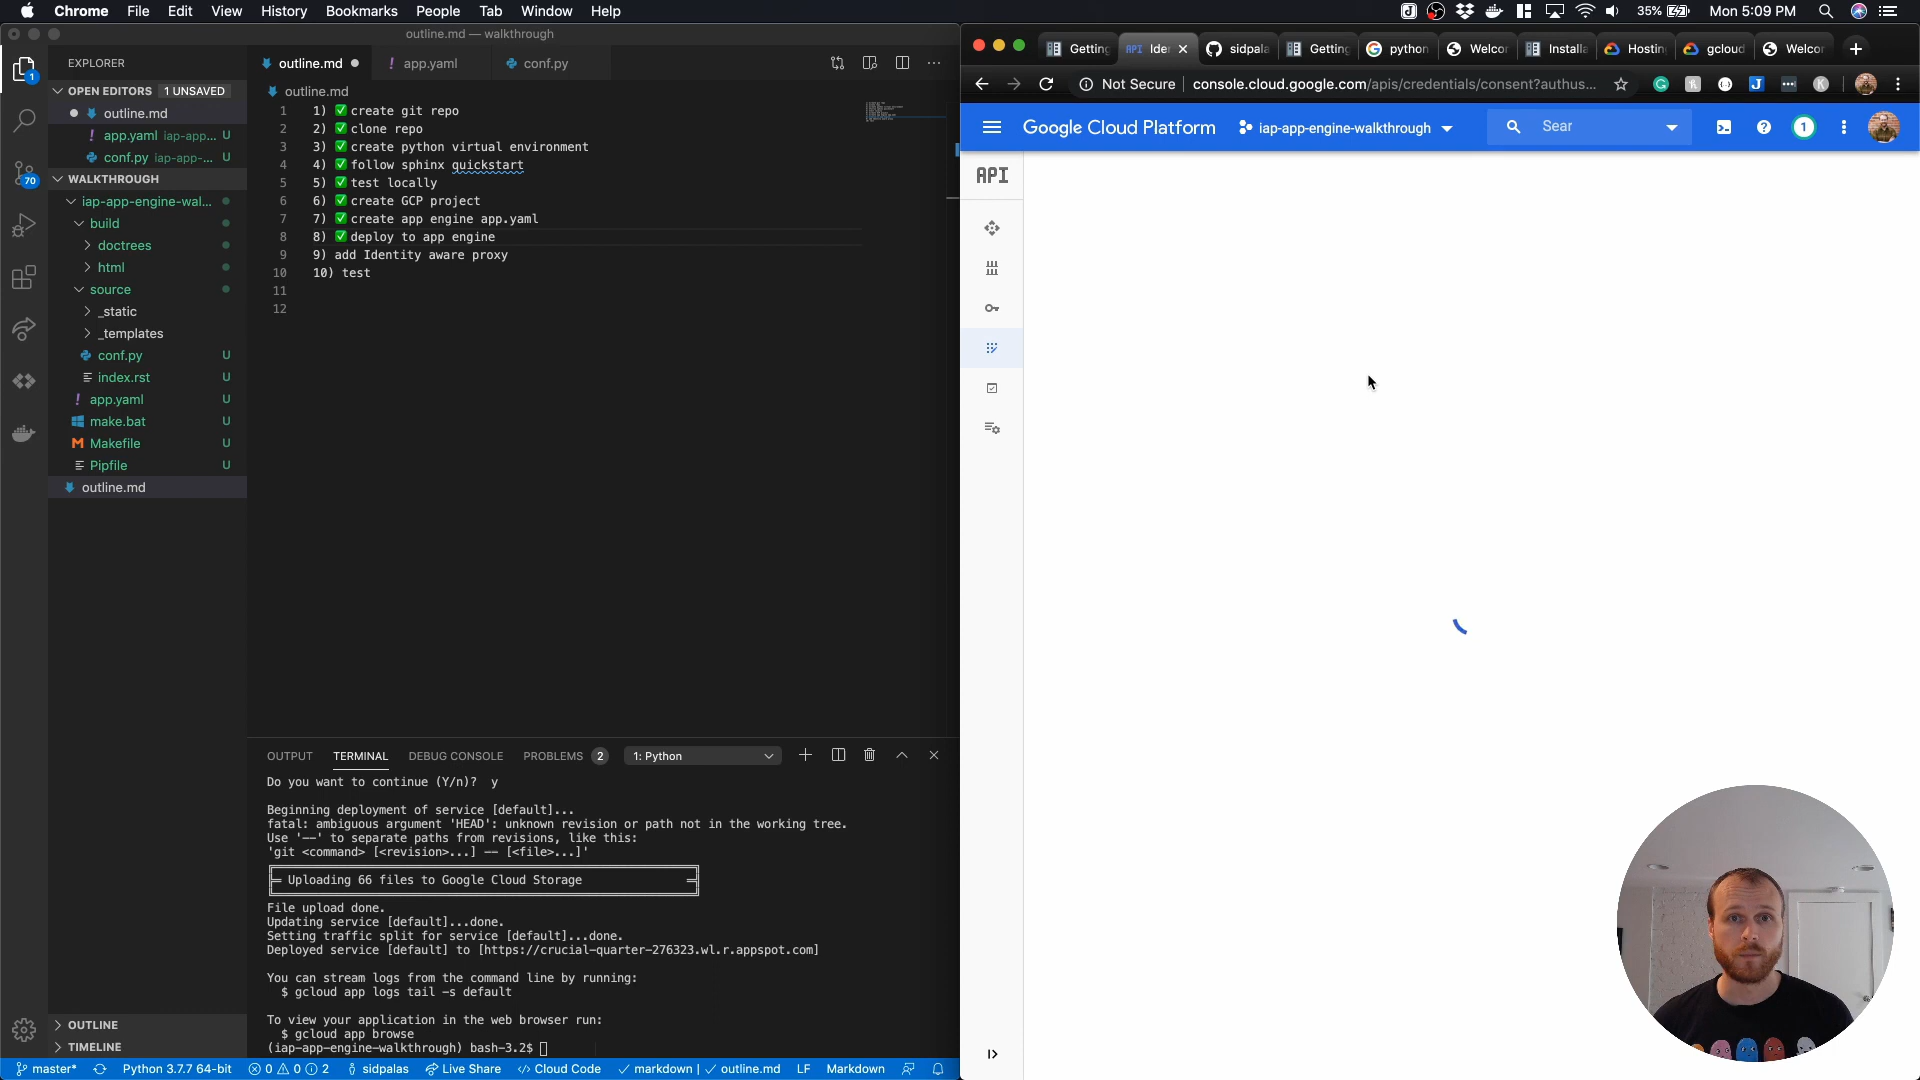 Chrome File Edit View History Bookmarks People Tab Window Help
35% Mon 5:09 PM
outline.md — walkthrough
EXPLORER
OPEN EDITORS 1 UNSAVED
outline.md
app.yaml iap-app... U
conf.py iap-app-... U
WALKTHROUGH
iap-app-engine-wal...
build
doctrees
html
source
_static
_templates
conf.py U
index.rst U
app.yaml U
make.bat U
Makefile U
Pipfile U
outline.md
OUTLINE
TIMELINE
1
70
outline.md app.yaml conf.py
outline.md
1 1) ✅ create git repo
2 2) ✅ clone repo
3 3) ✅ create python virtual environment
4 4) ✅ follow sphinx quickstart
5 5) ✅ test locally
6 6) ✅ create GCP project
7 7) ✅ create app engine app.yaml
8 8) ✅ deploy to app engine
9 9) add Identity aware proxy
10 10) test
11
12
OUTPUT TERMINAL DEBUG CONSOLE PROBLEMS 2 1: Python
Do you want to continue (Y/n)? y
Beginning deployment of service [default]...
fatal: ambiguous argument 'HEAD': unknown revision or path not in the working tree.
Use '--' to separate paths from revisions, like this:
'git <command> [<revision>...] -- [<file>...]'
Uploading 66 files to Google Cloud Storage
File upload done.
Updating service [default]...done.
Setting traffic split for service [default]...done.
Deployed service [default] to [https://crucial-quarter-276323.wl.r.appspot.com]
You can stream logs from the command line by running:
$ gcloud app logs tail -s default
To view your application in the web browser run:
$ gcloud app browse
(iap-app-engine-walkthrough) bash-3.2$
master* Python 3.7.7 64-bit 0 0 2 sidpalas Live Share Cloud Code markdown | outline.md LF Markdown
Getting API Ide sidpala Getting python Welcor Installa Hostin gcloud Welcor
Not Secure | console.cloud.google.com/apis/credentials/consent?authus...
Google Cloud Platform iap-app-engine-walkthrough Sear 1
API